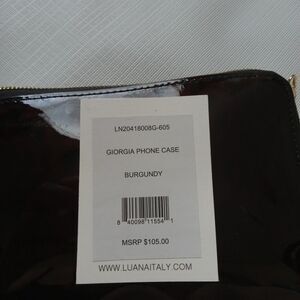 LN20418008G-605
GIORGIA PHONE CASE
BURGUNDY
8 40098 11554 1
MSRP $105.00
WWW.LUANAITALY.COM